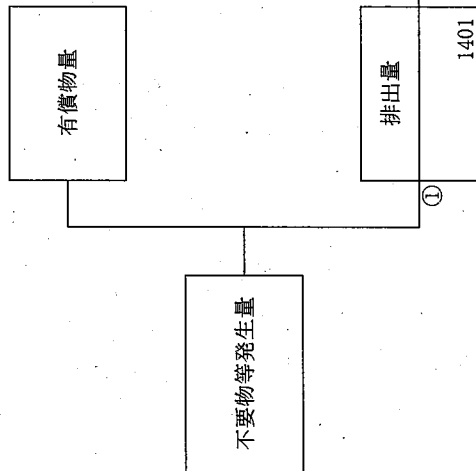 不要物等発生量
有償物量
①
排出量
1401